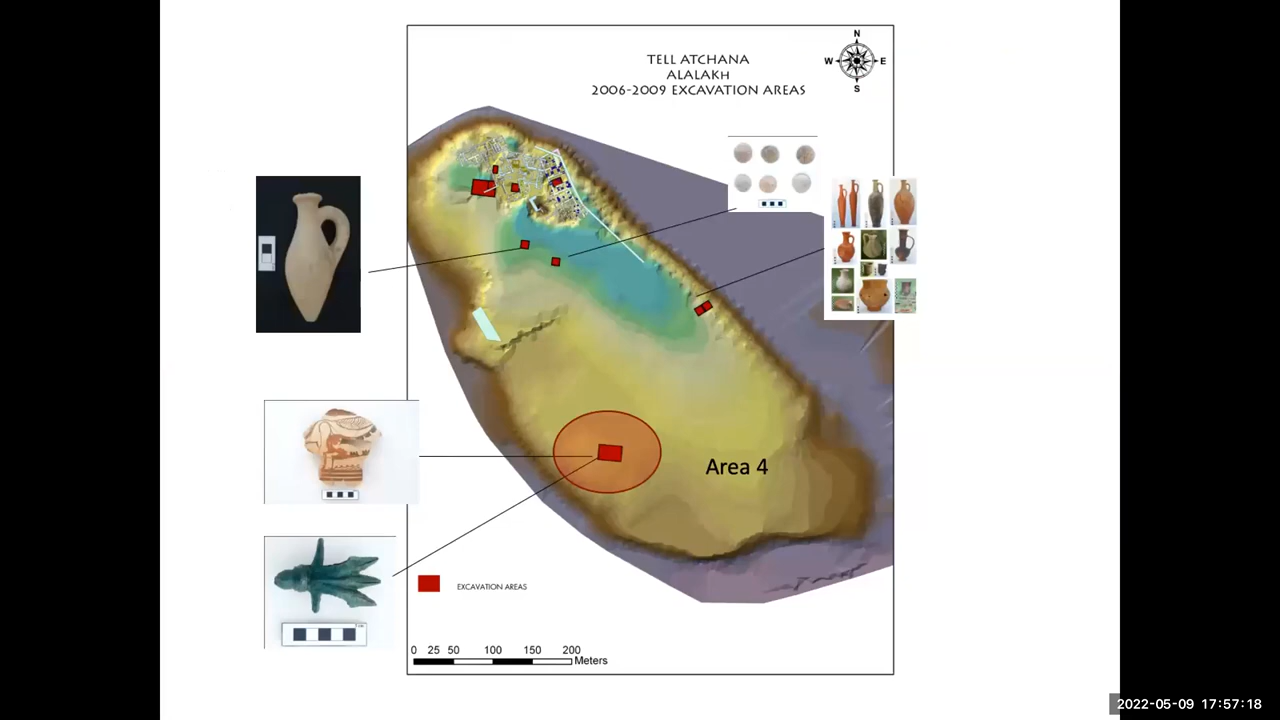 TELL ATCHANA
ALALAKH
2006-2009 EXCAVATION AREAS
N
W E
S
Area 4
EXCAVATION AREAS
0 25 50 100 150 200
Meters
2022-05-09 17:57:18